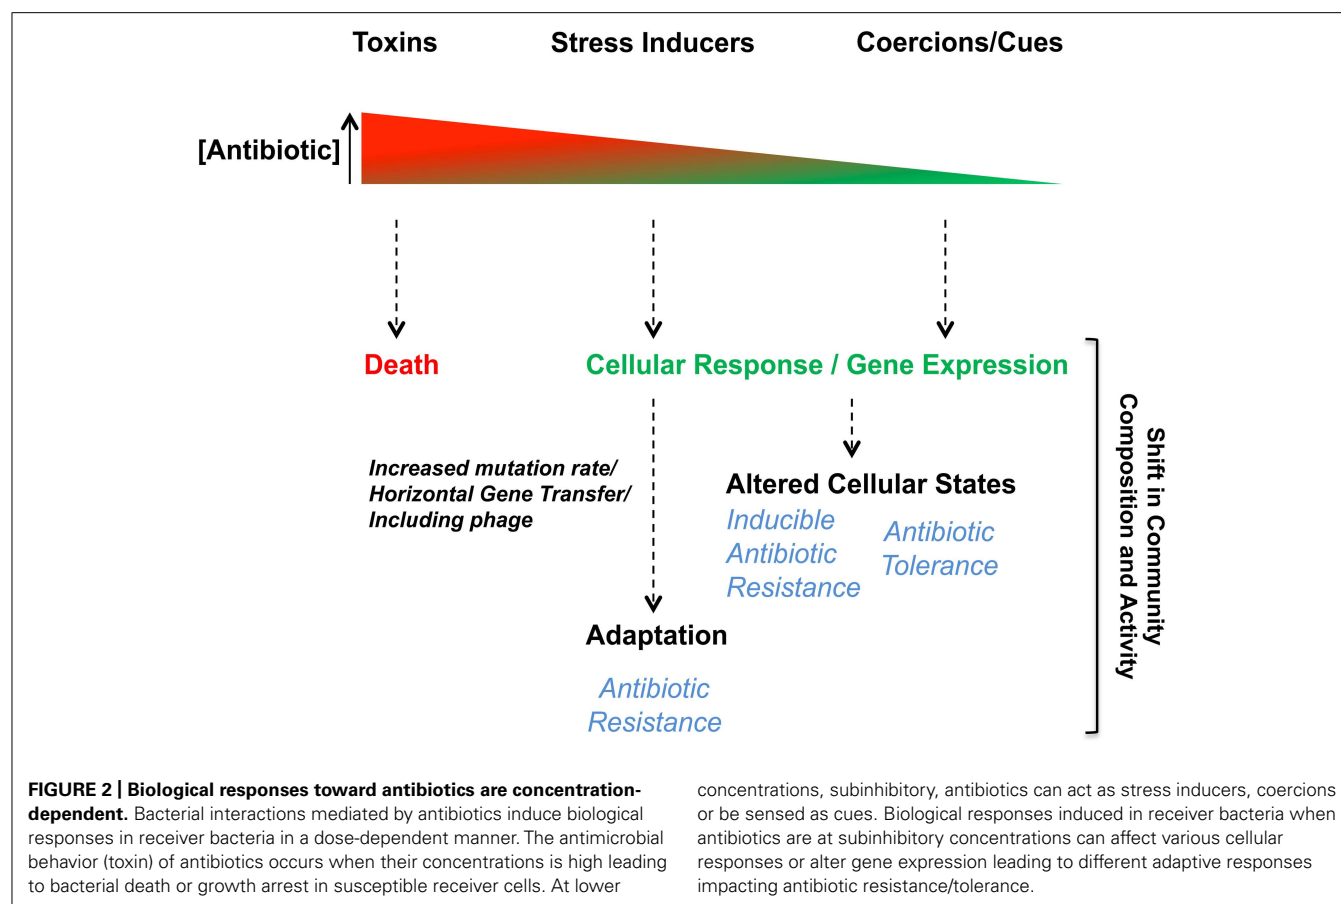 Toxins
Stress Inducers
Coercions/Cues
[Antibiotic]
Death
Cellular Response / Gene Expression
Increased mutation rate/
Horizontal Gene Transfer/
Including phage
Altered Cellular States
Inducible
Antibiotic
Resistance
Antibiotic
Tolerance
Adaptation
Antibiotic
Resistance
Shift in Community
Composition and Activity
FIGURE 2 | Biological responses toward antibiotics are concentration-
dependent. Bacterial interactions mediated by antibiotics induce biological
responses in receiver bacteria in a dose-dependent manner. The antimicrobial
behavior (toxin) of antibiotics occurs when their concentrations is high leading
to bacterial death or growth arrest in susceptible receiver cells. At lower
concentrations, subinhibitory, antibiotics can act as stress inducers, coercions
or be sensed as cues. Biological responses induced in receiver bacteria when
antibiotics are at subinhibitory concentrations can affect various cellular
responses or alter gene expression leading to different adaptive responses
impacting antibiotic resistance/tolerance.